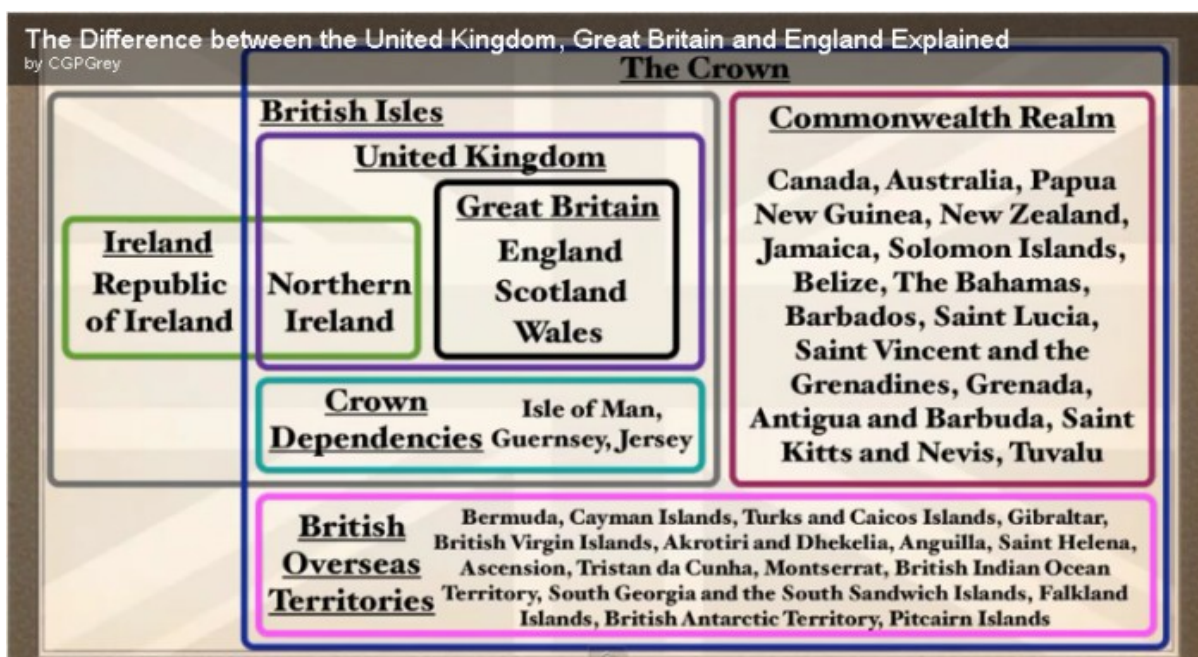 The Difference between the United Kingdom, Great Britain and England Explained
by CGPGrey
The Crown
British Isles
United Kingdom
Great Britain
England
Scotland
Wales
Ireland
Republic
of Ireland
Northern
Ireland
Crown
Dependencies
Isle of Man,
Guernsey, Jersey
Commonwealth Realm
Canada, Australia, Papua
New Guinea, New Zealand,
Jamaica, Solomon Islands,
Belize, The Bahamas,
Barbados, Saint Lucia,
Saint Vincent and the
Grenadines, Grenada,
Antigua and Barbuda, Saint
Kitts and Nevis, Tuvalu
British
Overseas
Territories
Bermuda, Cayman Islands, Turks and Caicos Islands, Gibraltar,
British Virgin Islands, Akrotiri and Dhekelia, Anguilla, Saint Helena,
Ascension, Tristan da Cunha, Montserrat, British Indian Ocean
Territory, South Georgia and the South Sandwich Islands, Falkland
Islands, British Antarctic Territory, Pitcairn Islands